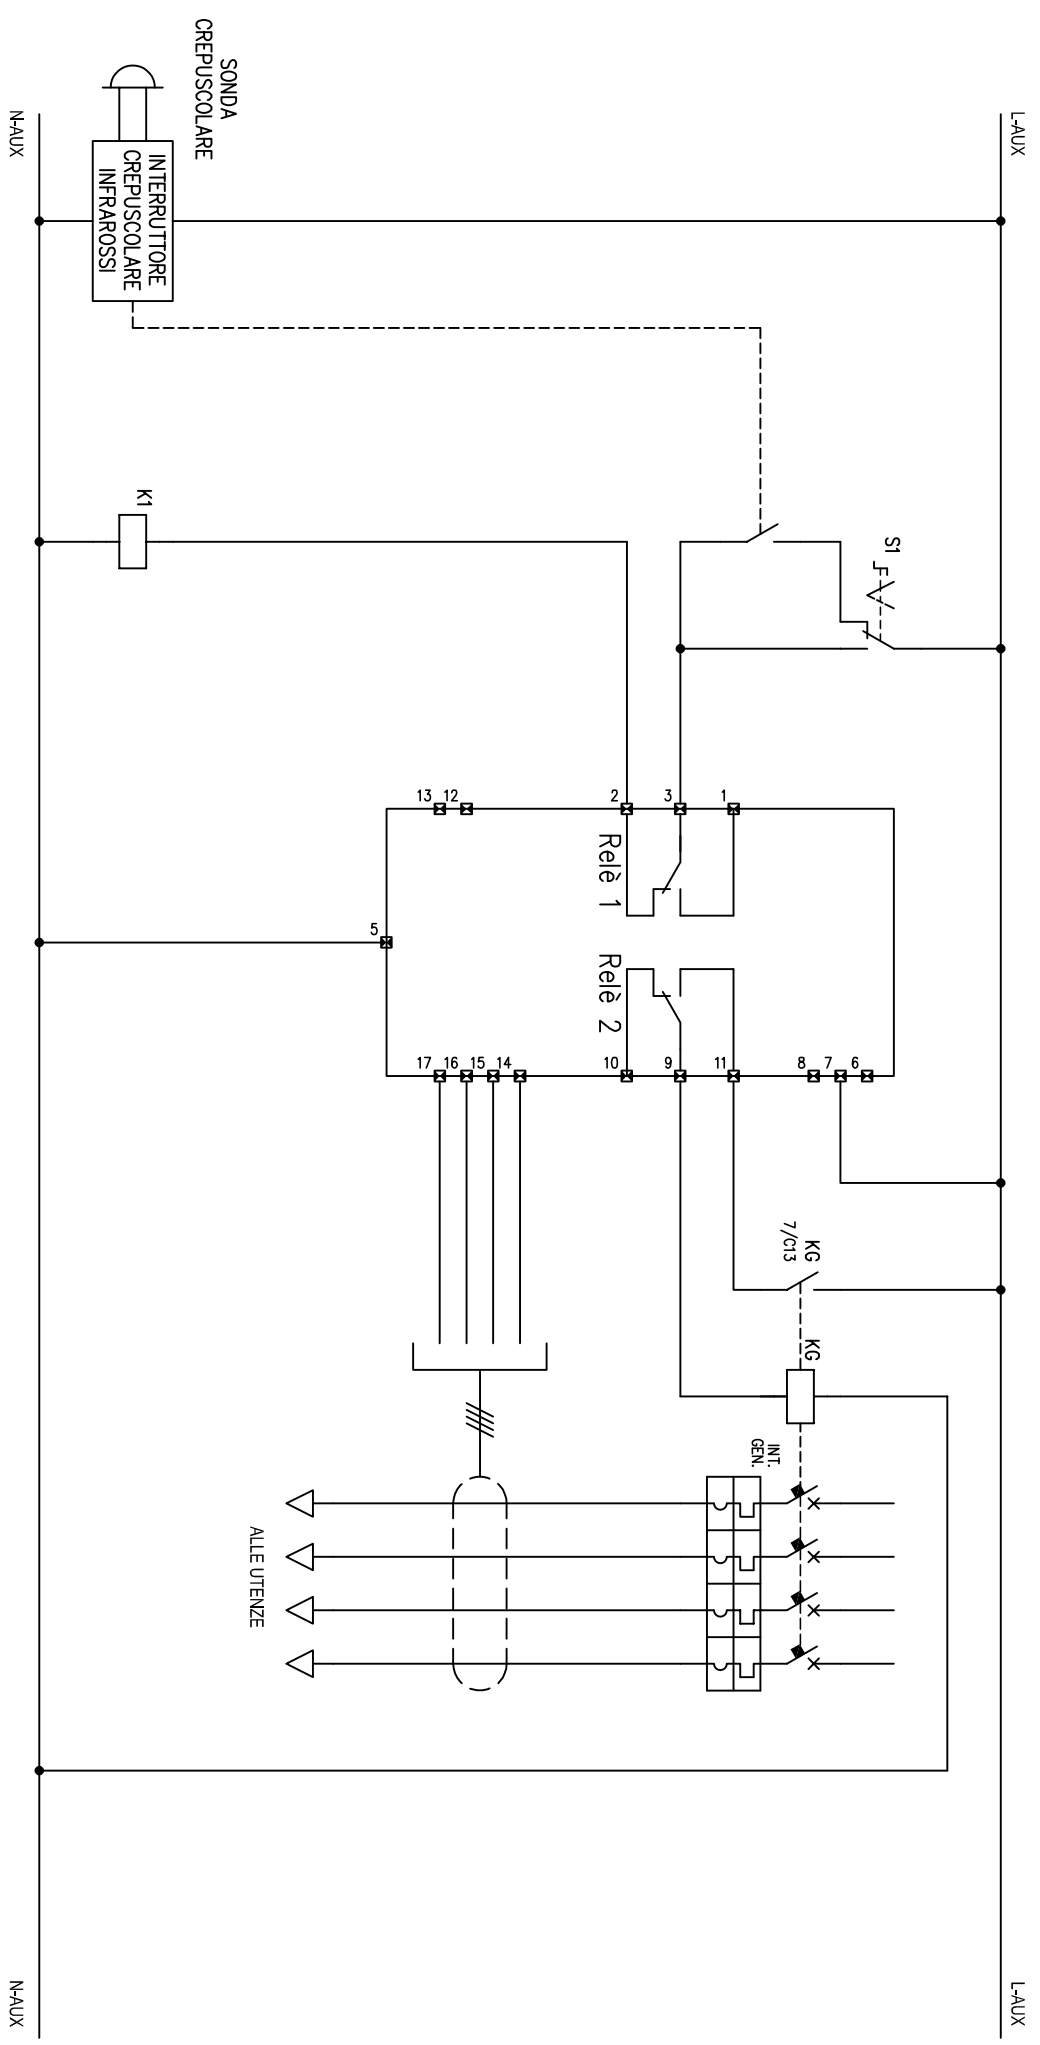 L-AUX
L-AUX
N-AUX
N-AUX
SONDA
CREPUSCOLARE
INTERRUTTORE
CREPUSCOLARE
INFRAROSSI
K1
S1
13
12
2
3
1
Relè 1
5
Relè 2
17
16
15
14
10
9
11
8
7
6
KG
7/C13
KG
INT.
GEN.
ALLE UTENZE